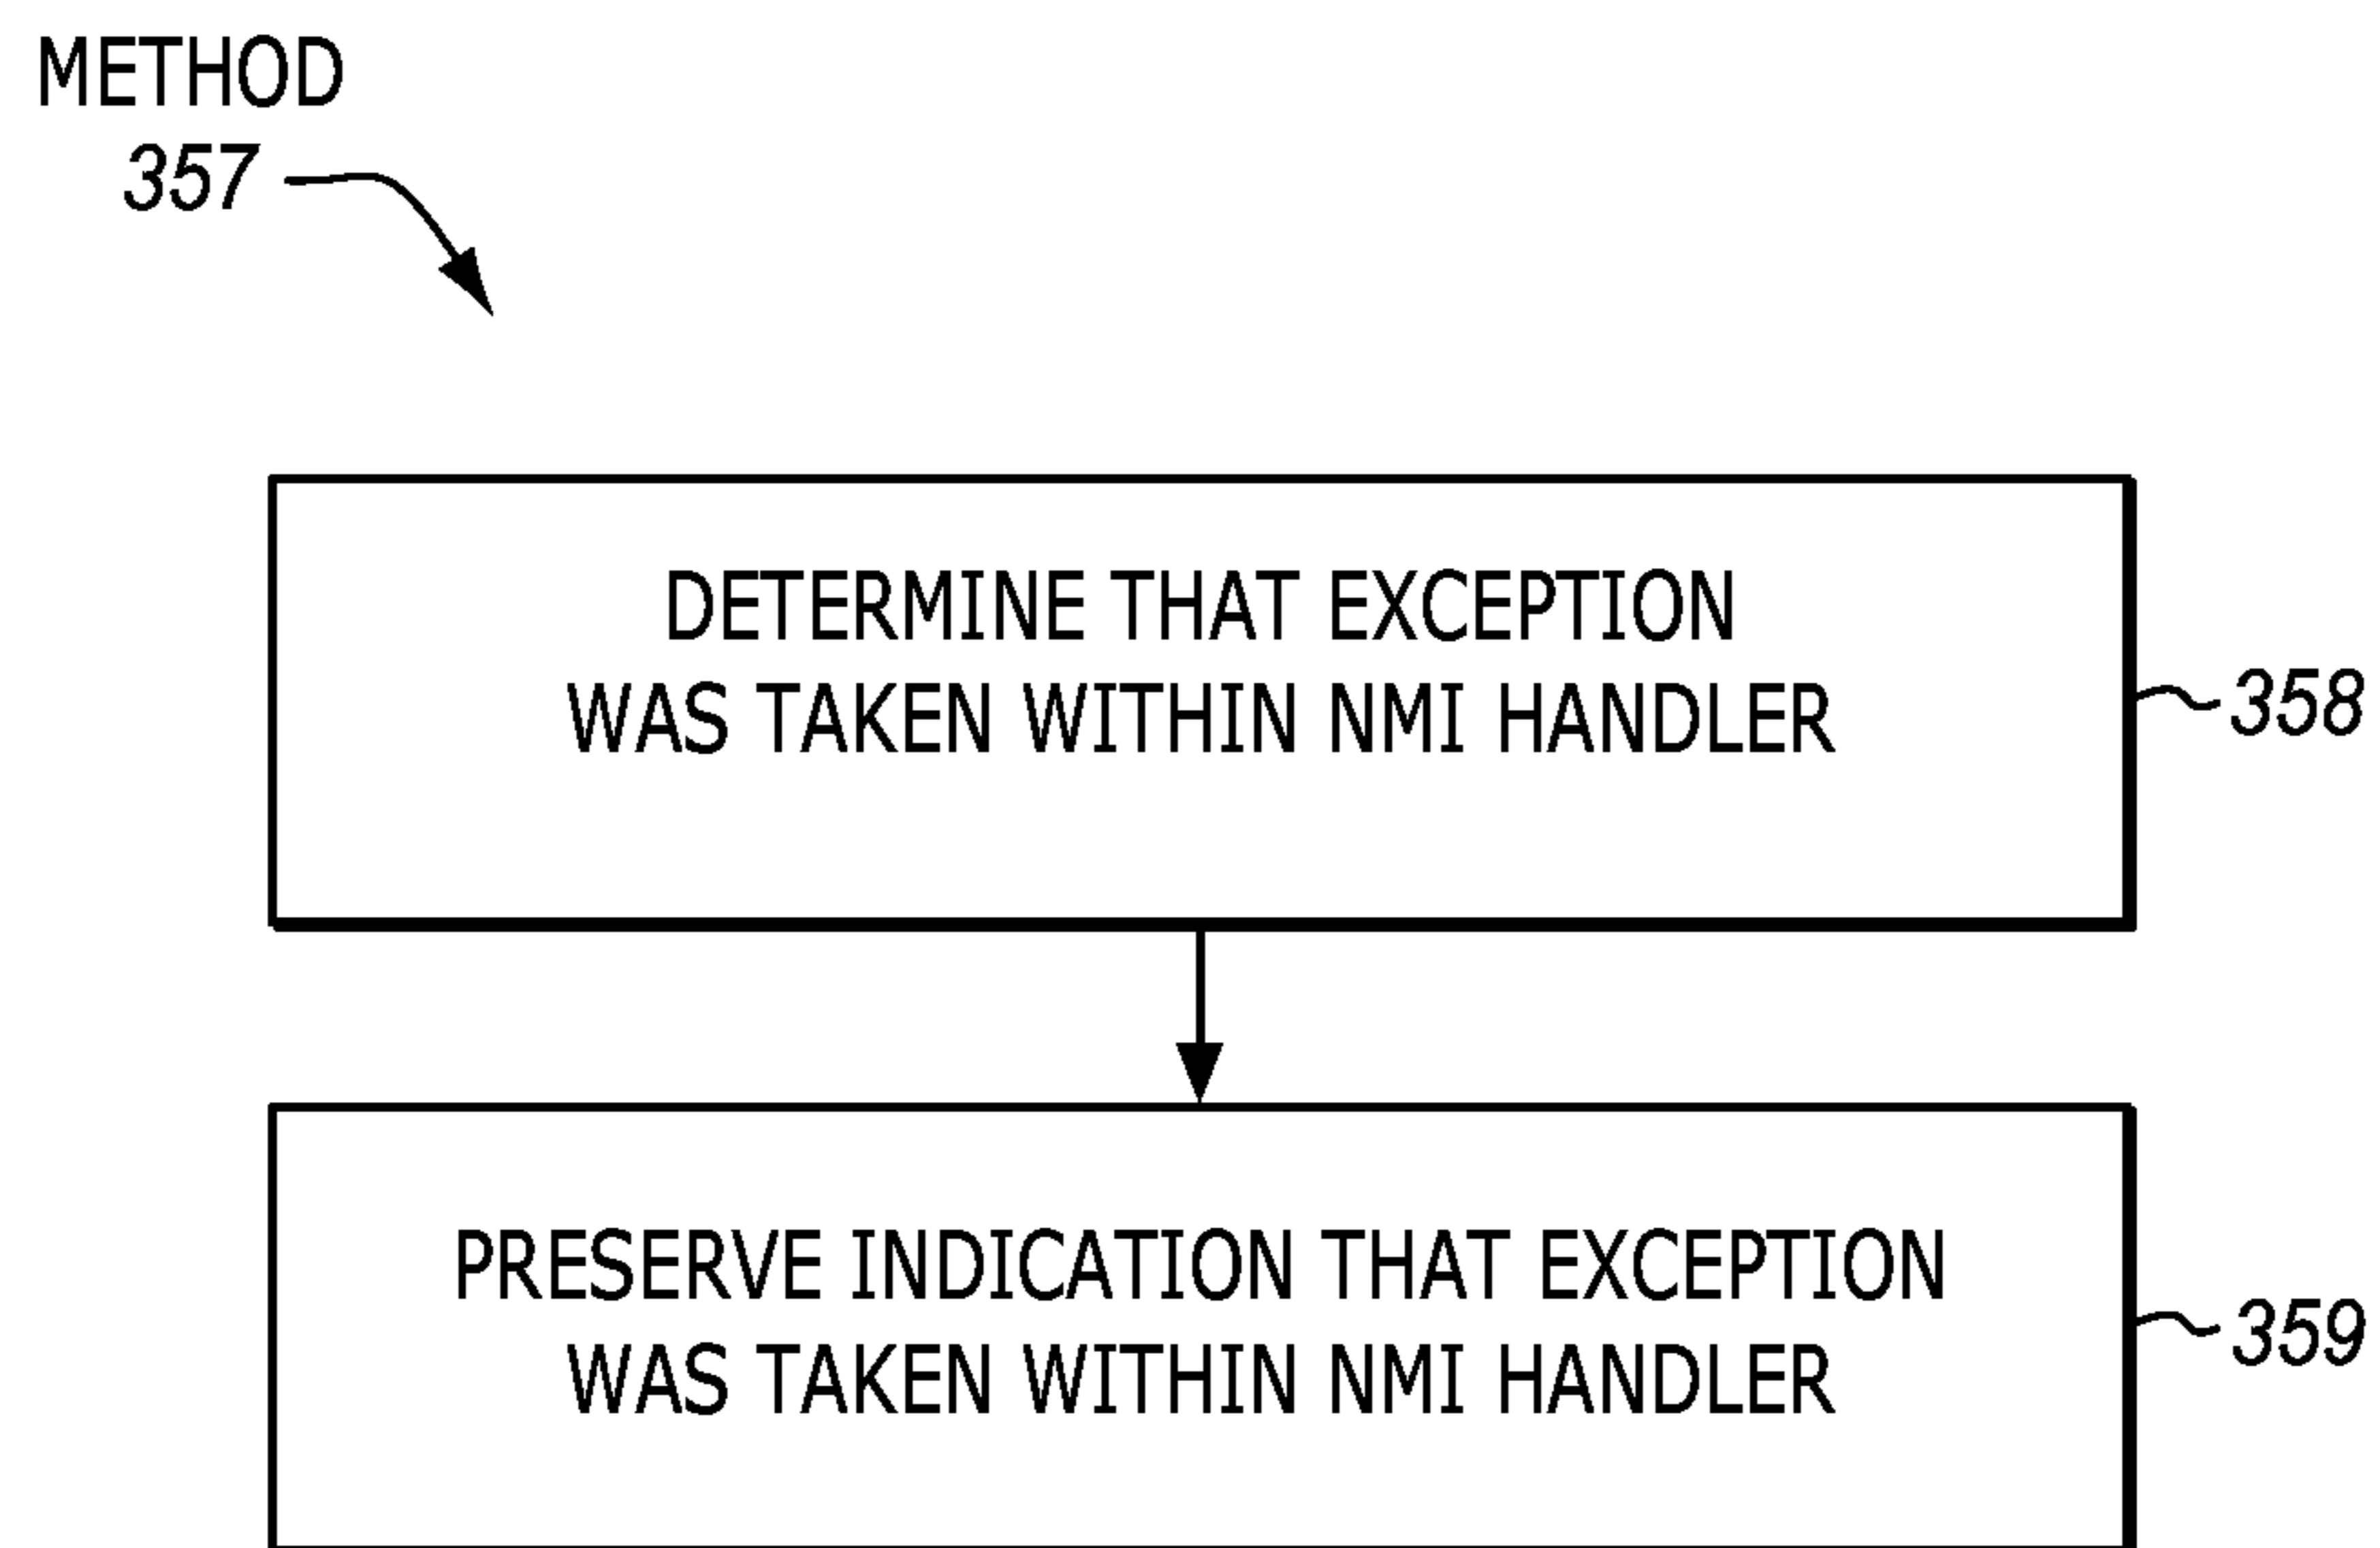 METHOD
357
DETERMINE THAT EXCEPTION
WAS TAKEN WITHIN NMI HANDLER
358
PRESERVE INDICATION THAT EXCEPTION
WAS TAKEN WITHIN NMI HANDLER
359